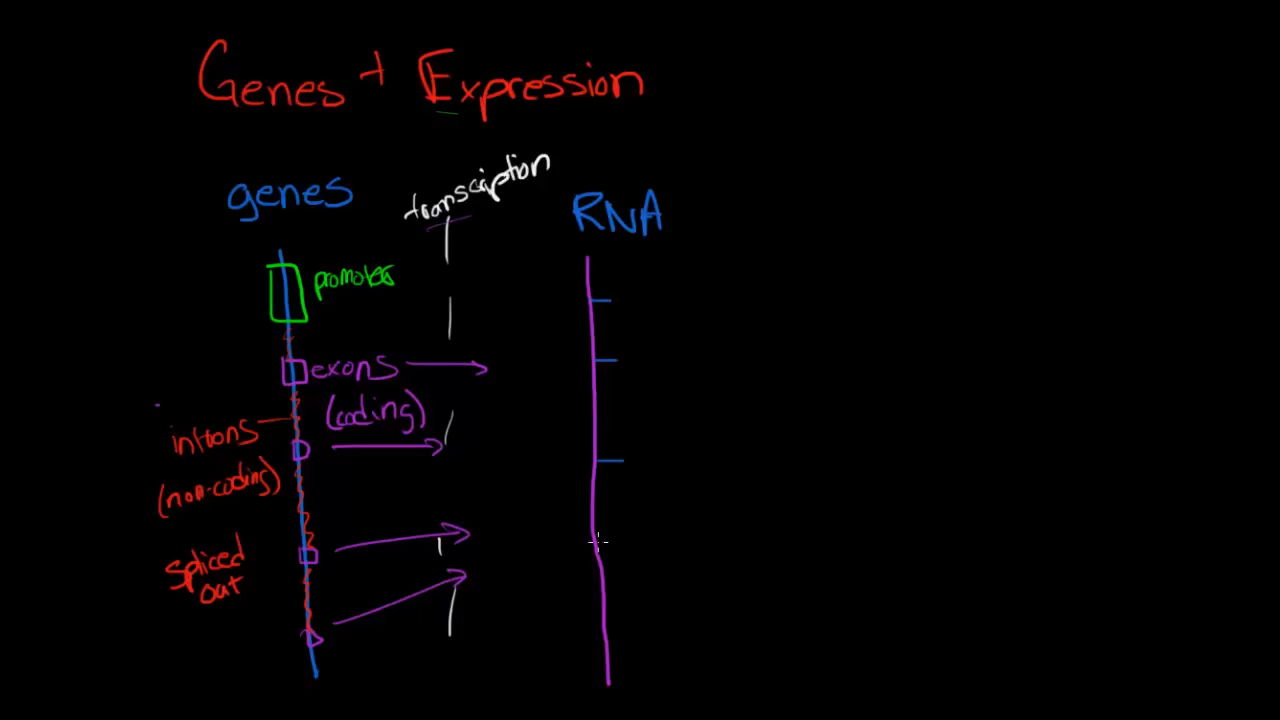 Genes + Expression
genes
transcription
RNA
promoter
exons
(coding)
introns
(non-coding)
spliced
out